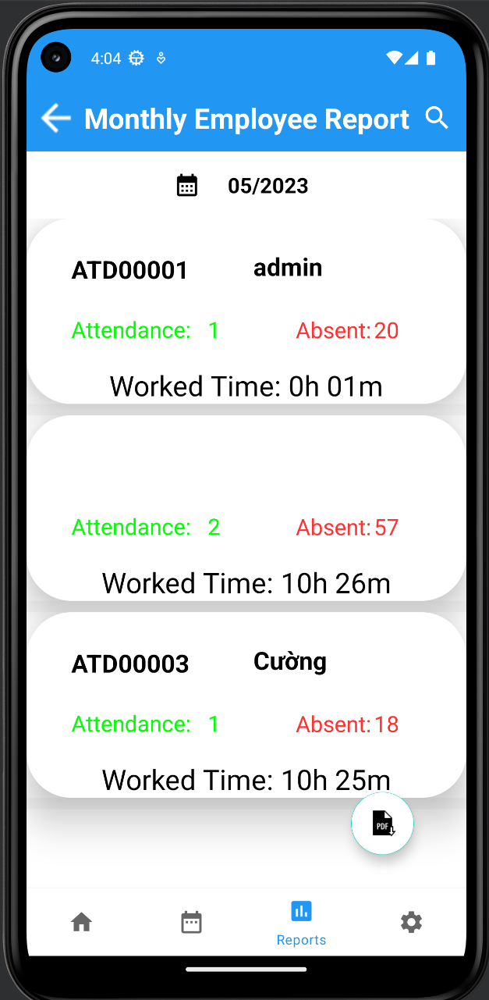 4:04
Monthly Employee Report
05/2023
ATD00001 admin
Attendance: 1 Absent: 20
Worked Time: 0h 01m
Attendance: 2 Absent: 57
Worked Time: 10h 26m
ATD00003 Cường
Attendance: 1 Absent: 18
Worked Time: 10h 25m
PDF
Reports